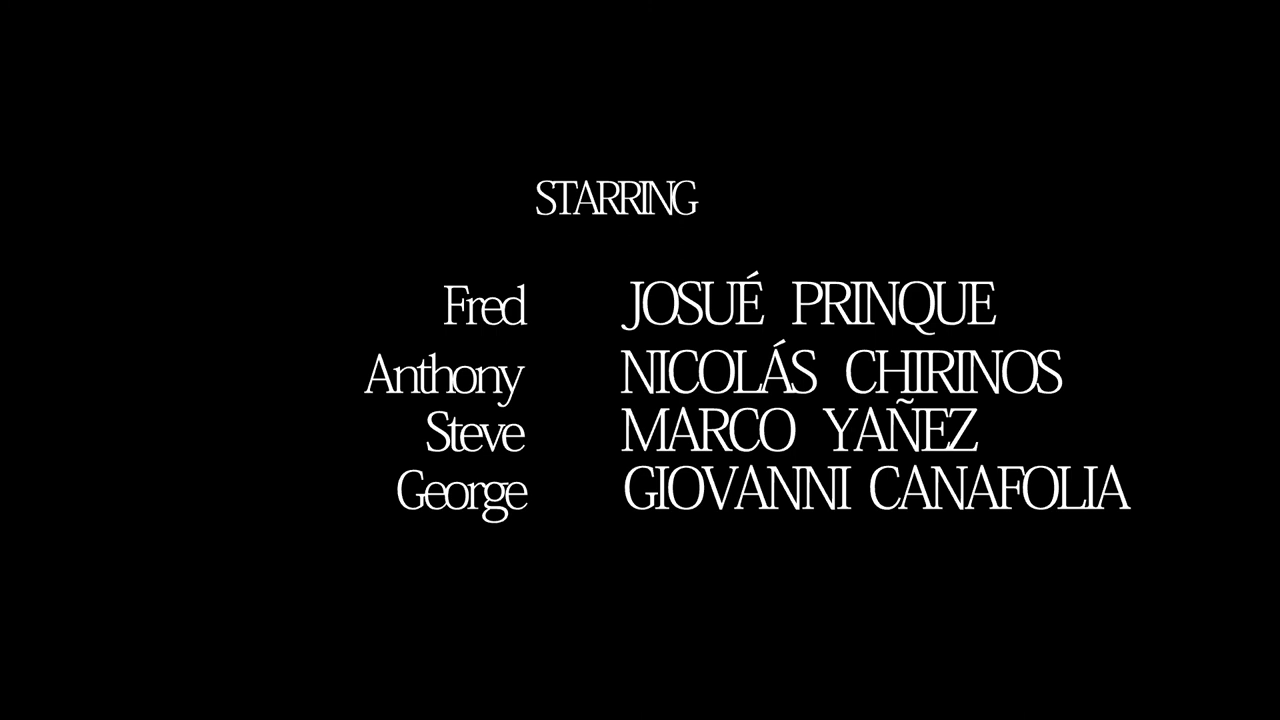 STARRING
Fred JOSUÉ PRINQUE
Anthony NICOLÁS CHIRINOS
Steve MARCO YAÑEZ
George GIOVANNI CANAFOLIA